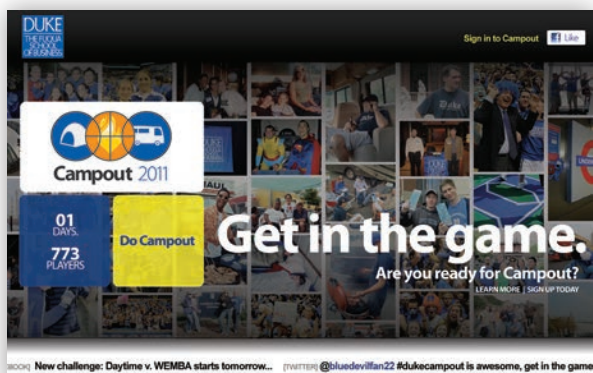 DUKE
THE FUQUA
SCHOOL
OF BUSINESS
Sign in to Campout
Like
Campout 2011
01
DAYS.
773
PLAYERS
Do Campout
Get in the game.
Are you ready for Campout?
LEARN MORE | SIGN UP TODAY
New challenge: Daytime v. WEMBA starts tomorrow... [TWITTER] @bluedevilfan22 #dukecampout is awesome, get in the game